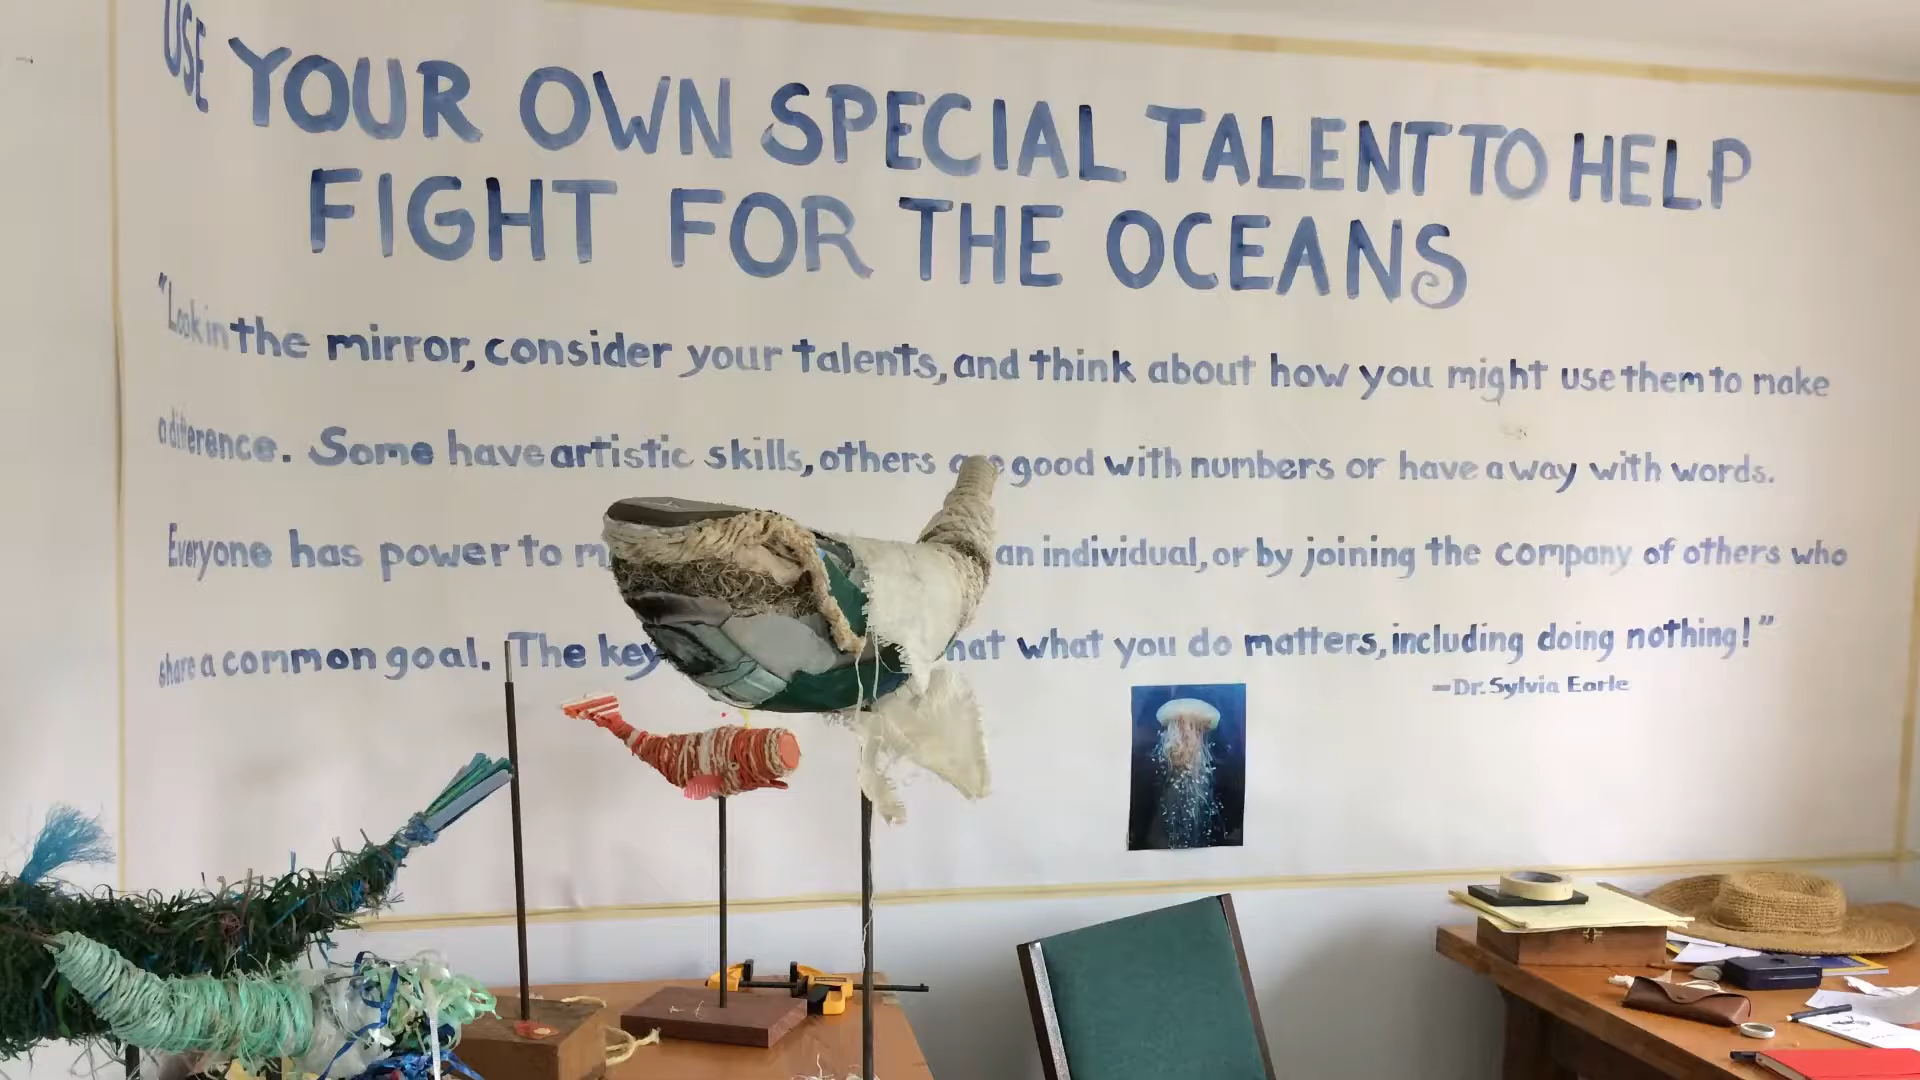 USE YOUR OWN SPECIAL TALENT TO HELP
FIGHT FOR THE OCEANS
"Look in the mirror, consider your talents, and think about how you might use them to make
a diference. Some have artistic skills, others are good with numbers or have a way with words.
Everyone has power to an individual, or by joining the company of others who
share a common goal. The key what you do matters, including doing nothing!"
—Dr. Sylvia Earle